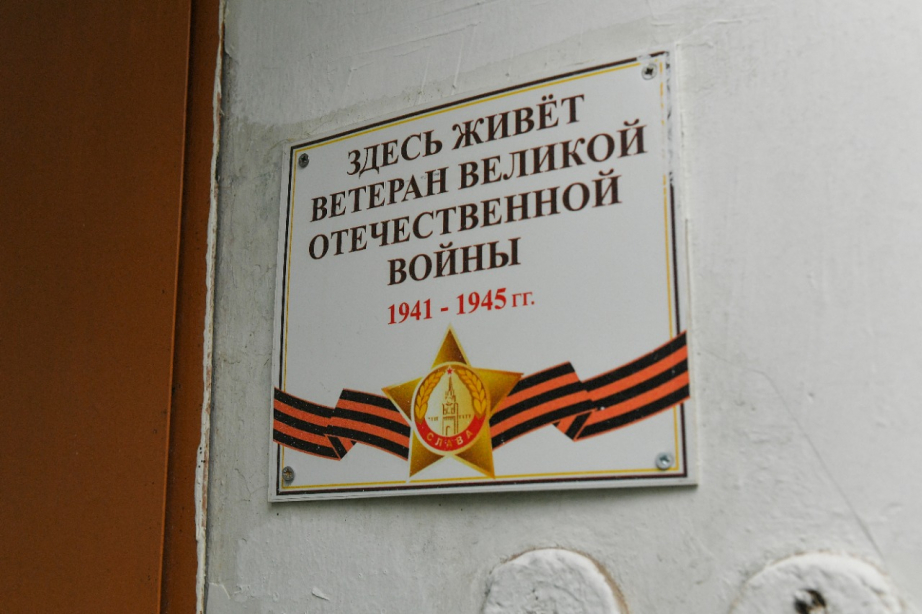 ЗДЕСЬ ЖИВЁТ
ВЕТЕРАН ВЕЛИКОЙ
ОТЕЧЕСТВЕННОЙ
ВОЙНЫ
1941 - 1945 гг.
СЛАВА